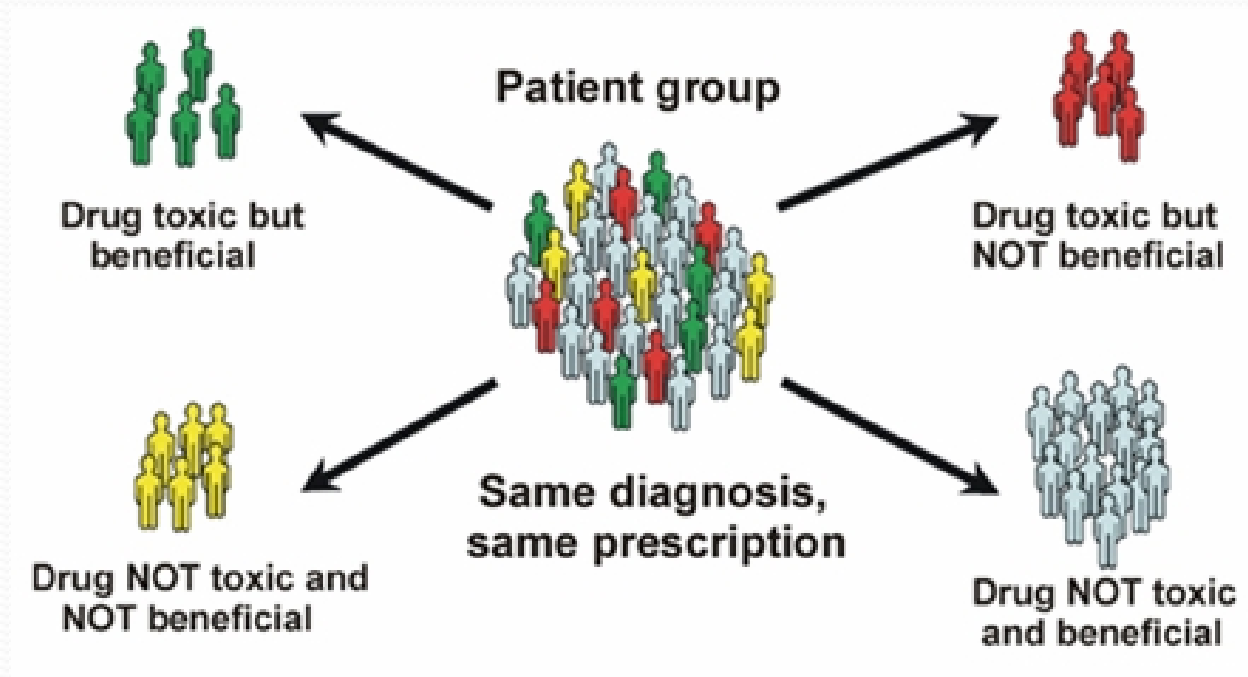 Patient group
Drug toxic but
beneficial
Drug toxic but
NOT beneficial
Same diagnosis,
same prescription
Drug NOT toxic and
NOT beneficial
Drug NOT toxic
and beneficial